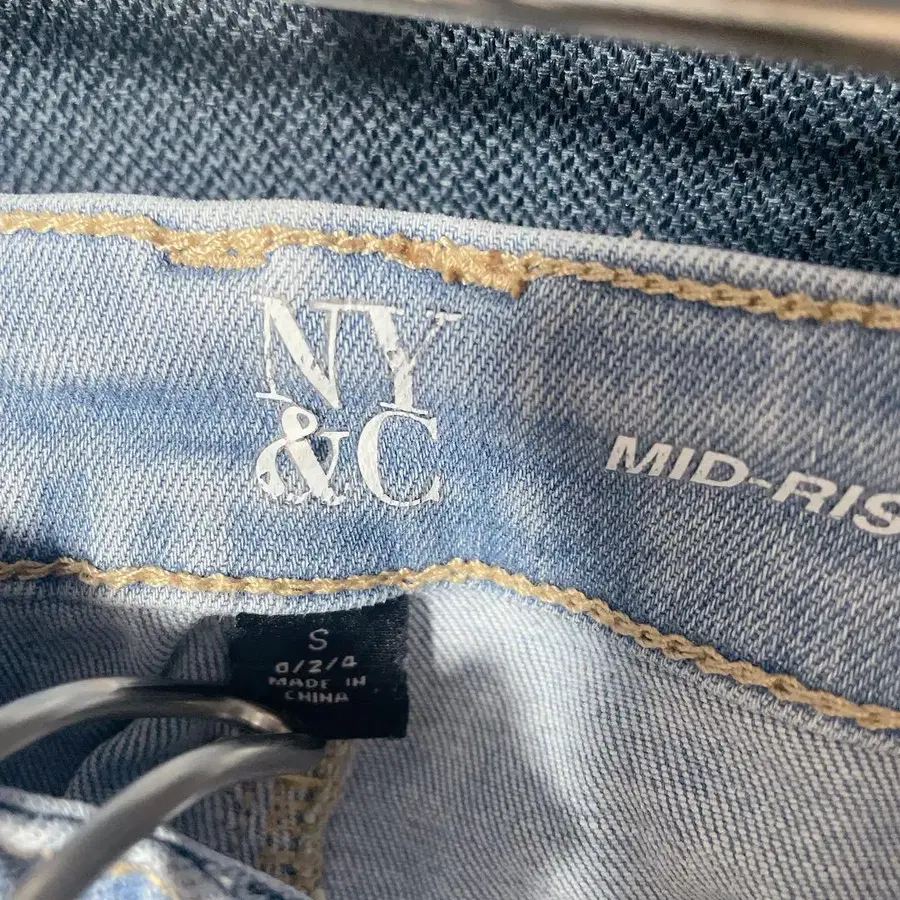 NY
&C
MID-RIS
S
0/2/4
MADE IN
CHINA